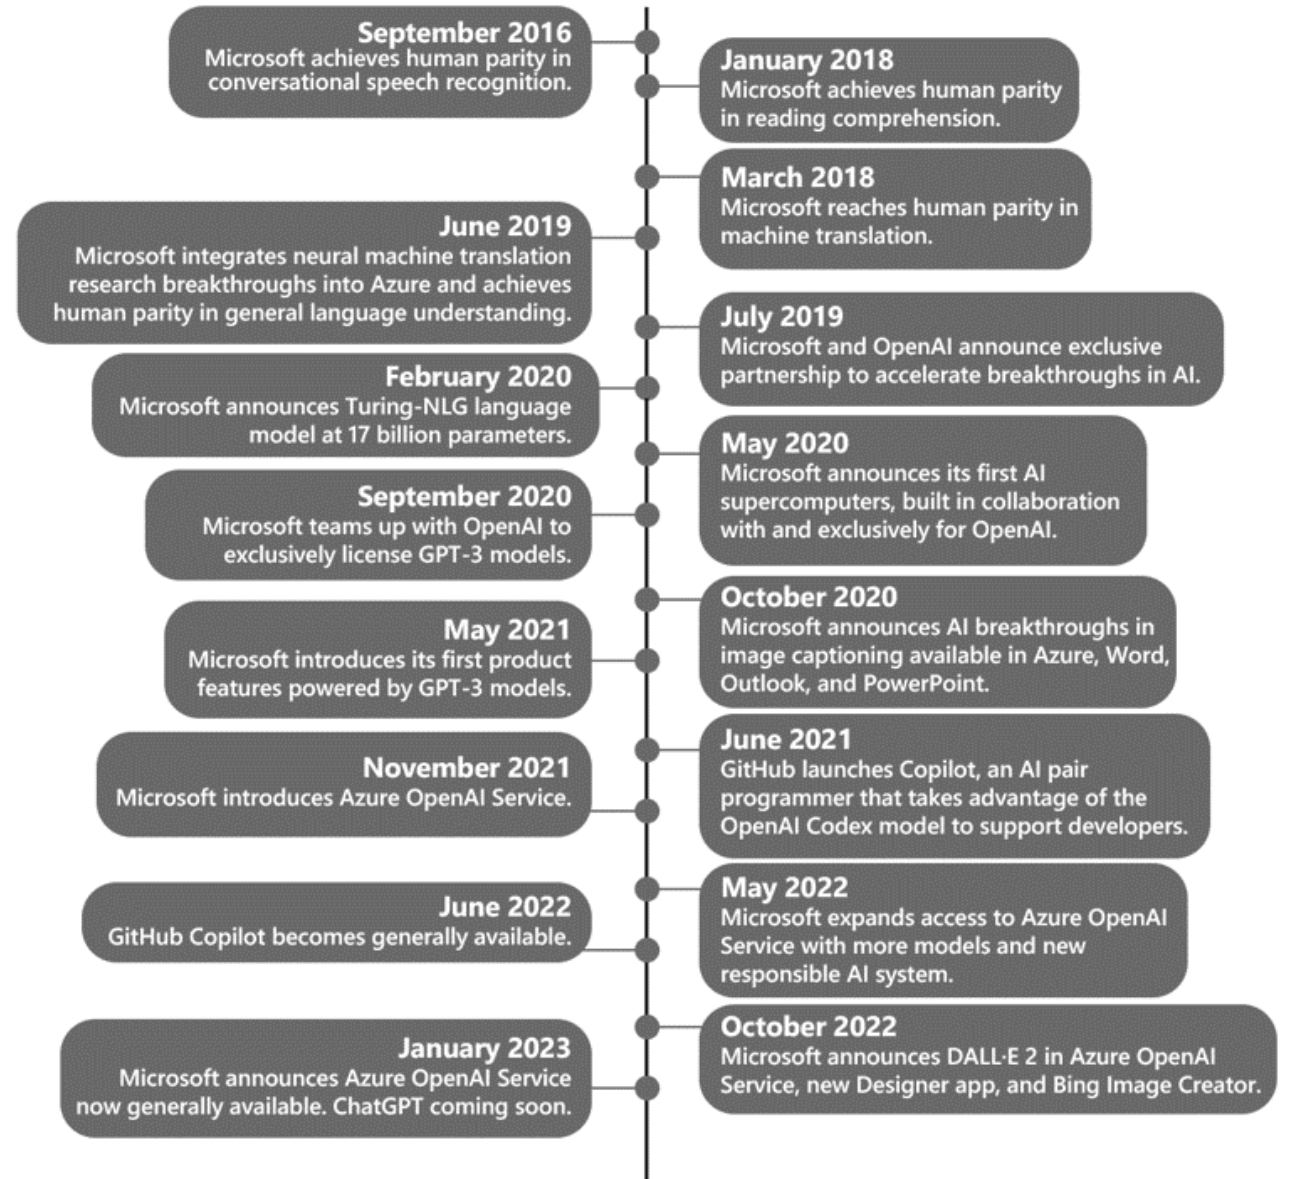 September 2016
Microsoft achieves human parity in
conversational speech recognition.
January 2018
Microsoft achieves human parity
in reading comprehension.
March 2018
Microsoft reaches human parity in
machine translation.
June 2019
Microsoft integrates neural machine translation
research breakthroughs into Azure and achieves
human parity in general language understanding.
July 2019
Microsoft and OpenAI announce exclusive
partnership to accelerate breakthroughs in AI.
February 2020
Microsoft announces Turing-NLG language
model at 17 billion parameters.
May 2020
Microsoft announces its first AI
supercomputers, built in collaboration
with and exclusively for OpenAI.
September 2020
Microsoft teams up with OpenAI to
exclusively license GPT-3 models.
October 2020
Microsoft announces AI breakthroughs in
image captioning available in Azure, Word,
Outlook, and PowerPoint.
May 2021
Microsoft introduces its first product
features powered by GPT-3 models.
June 2021
GitHub launches Copilot, an AI pair
programmer that takes advantage of the
OpenAI Codex model to support developers.
November 2021
Microsoft introduces Azure OpenAI Service.
May 2022
Microsoft expands access to Azure OpenAI
Service with more models and new
responsible AI system.
June 2022
GitHub Copilot becomes generally available.
October 2022
Microsoft announces DALL·E 2 in Azure OpenAI
Service, new Designer app, and Bing Image Creator.
January 2023
Microsoft announces Azure OpenAI Service
now generally available. ChatGPT coming soon.